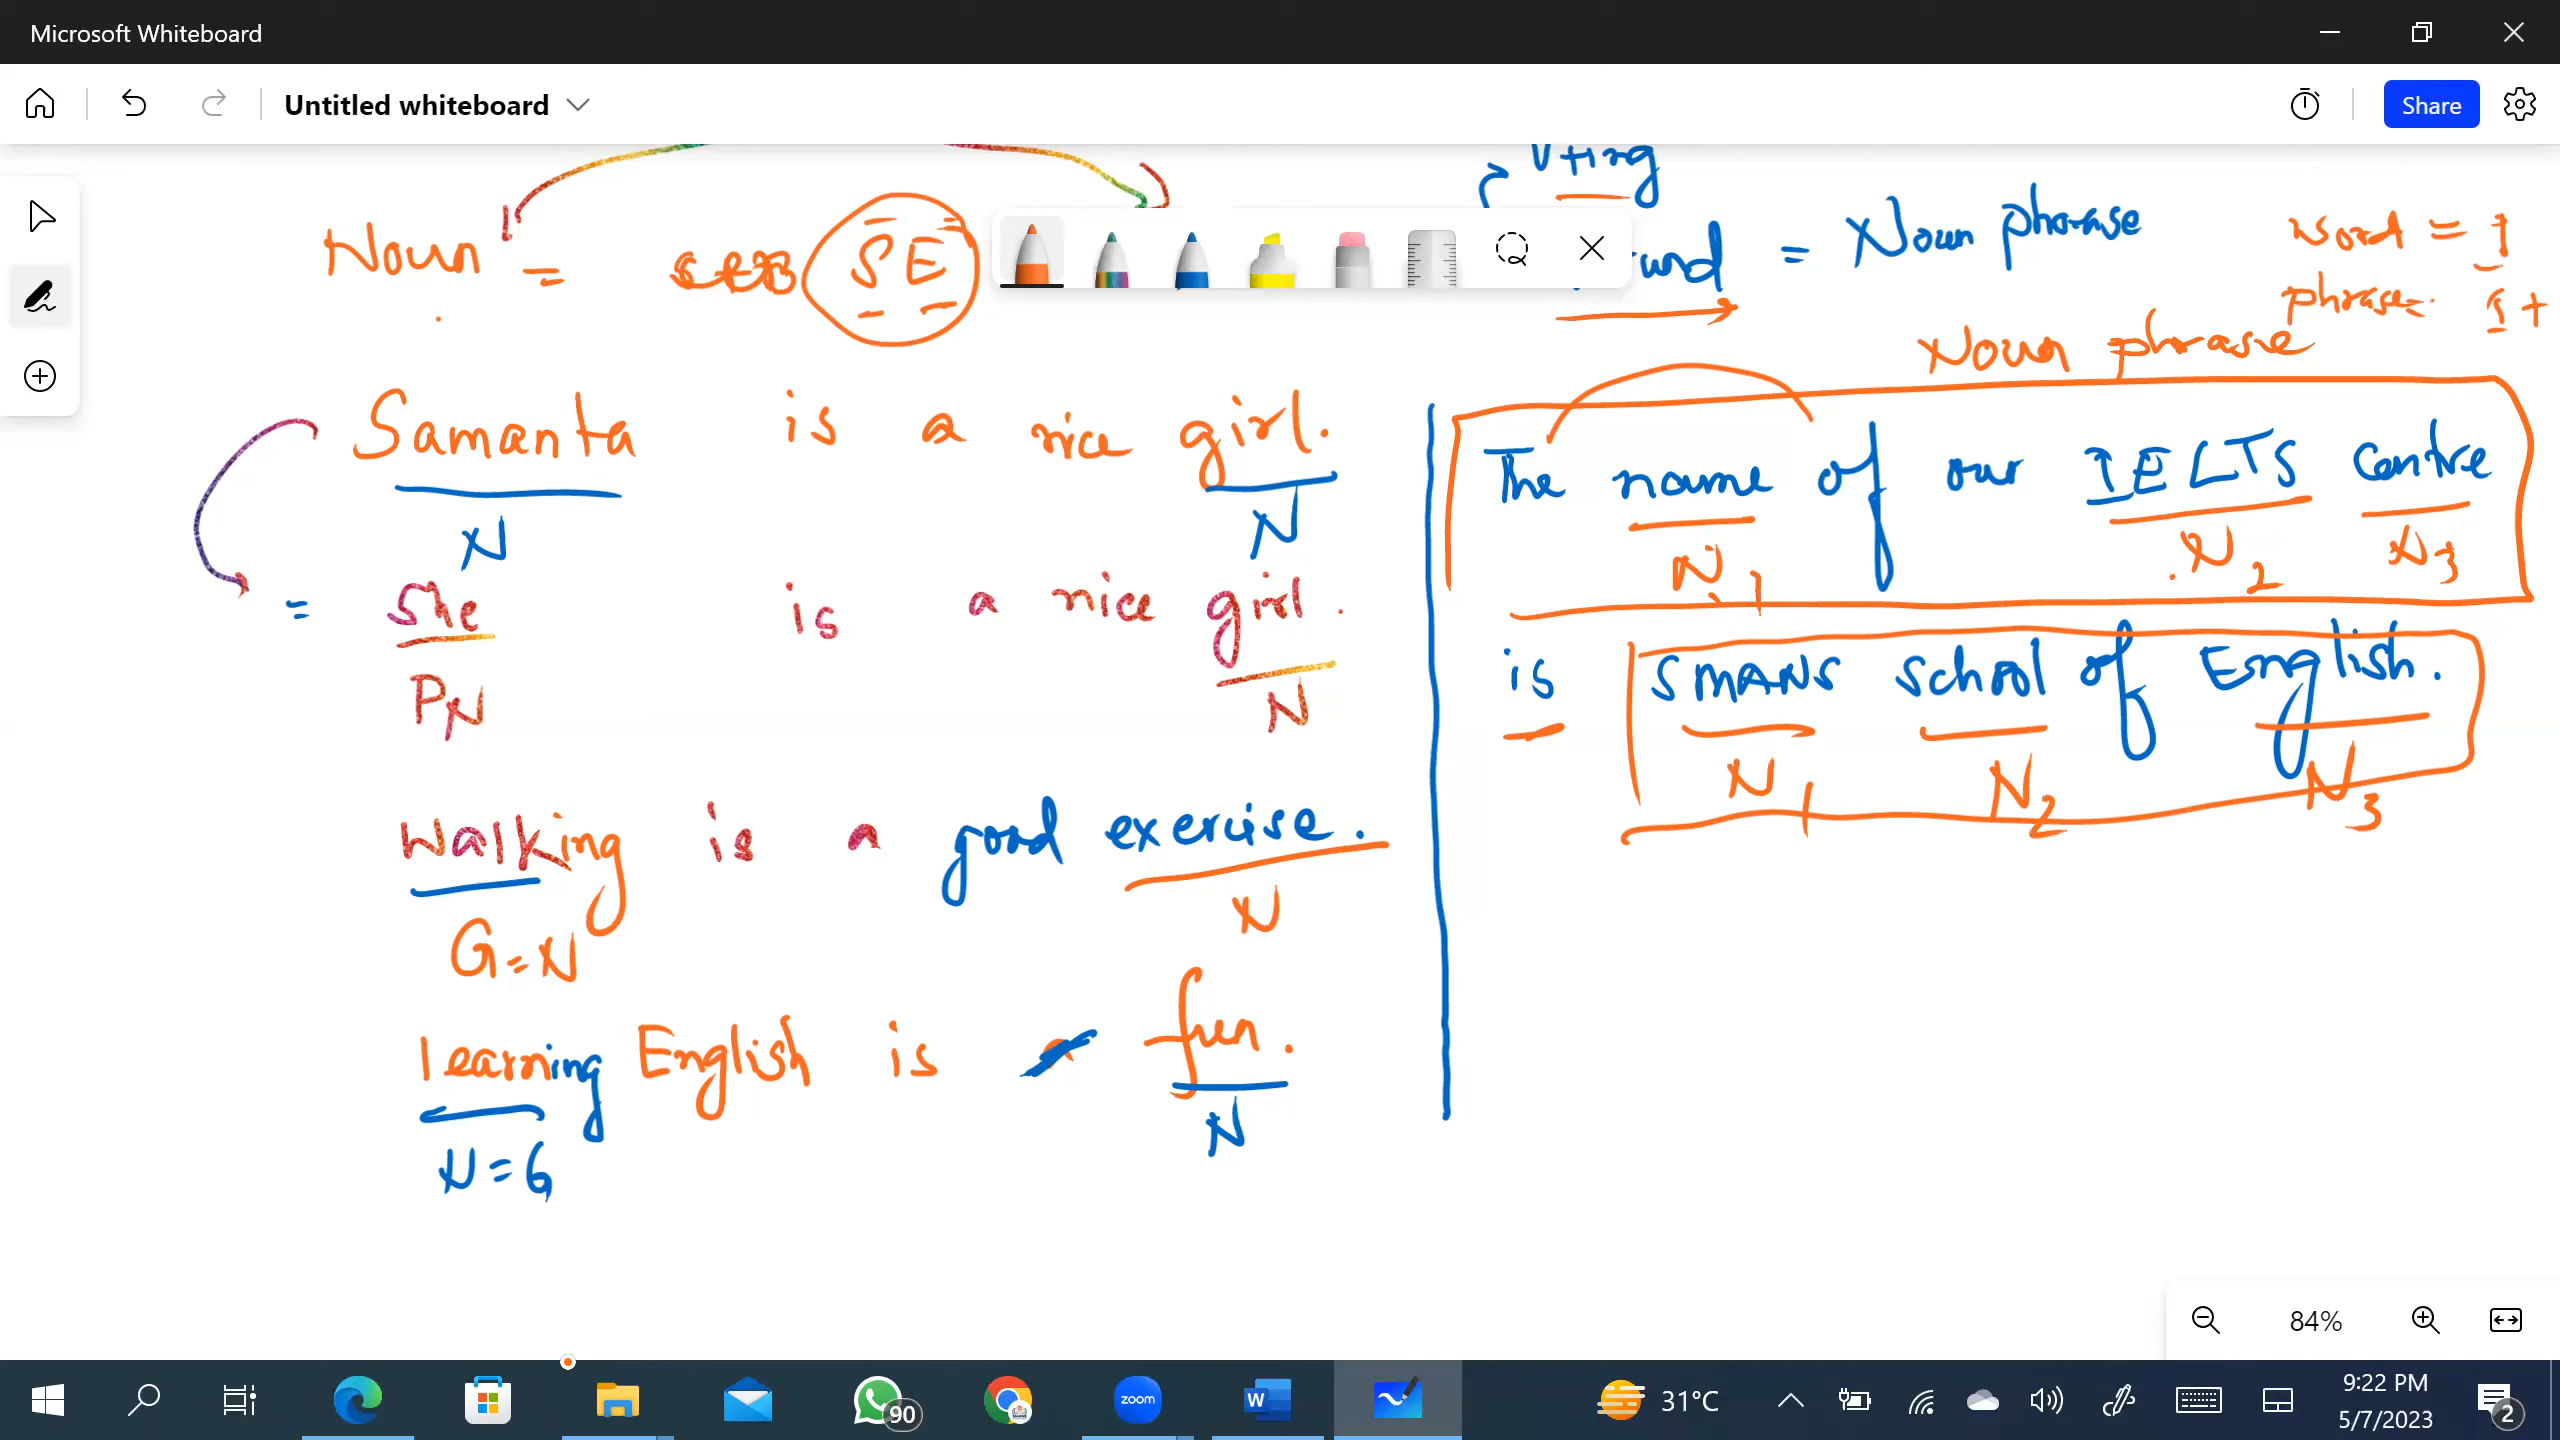 Microsoft Whiteboard
Untitled whiteboard
Share
V+ing
Noun = SE
= Noun phrase
word = 1
phrase = 1+
Noun phrase
Samanta is a nice girl.
N N
= She is a nice girl.
PN N
Walking is a good exercise.
G=N N
learning English is fun.
N=G N
The name of our IELTS Centre
N1 N2 N3
is SMANS School of English.
N1 N2 N3
84%
90
zoom
W
31°C
9:22 PM
5/7/2023
2